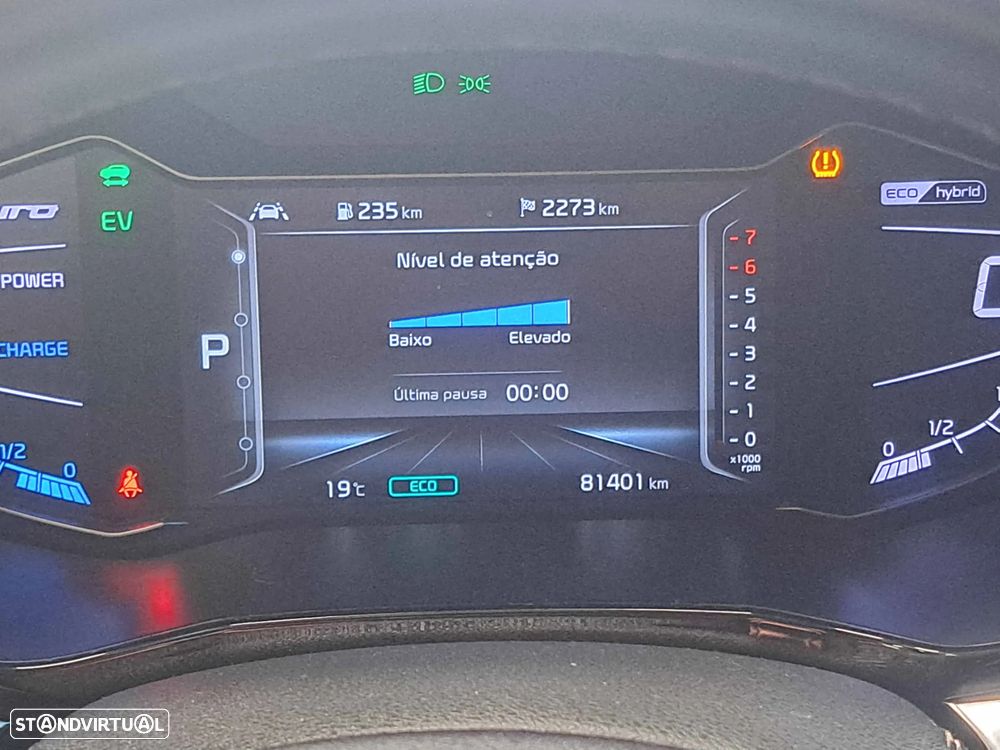 EV
POWER
CHARGE
1/2
0
P
235 km
2273 km
Nível de atenção
Baixo
Elevado
Última pausa 00:00
19°C
ECO
81401 km
- 7
- 6
- 5
- 4
- 3
- 2
- 1
- 0
x1000
rpm
ECO hybrid
0
1/2
STANDVIRTUAL